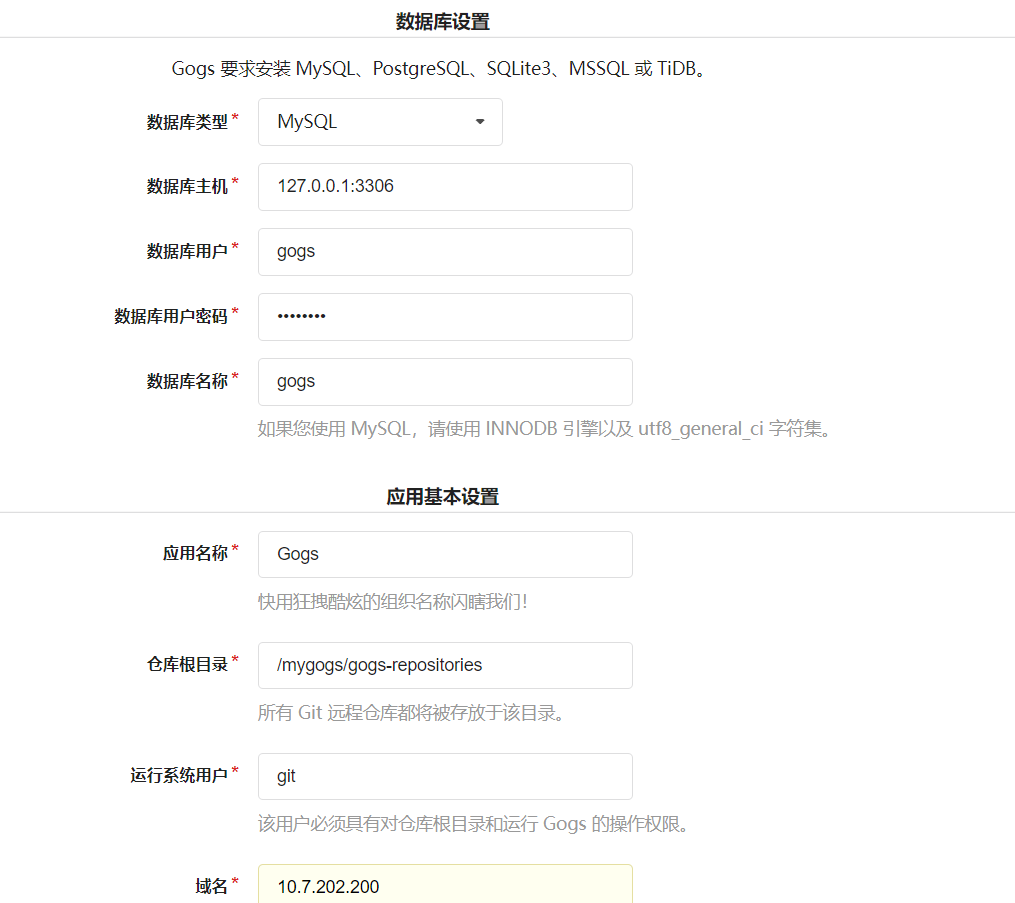 数据库设置
Gogs 要求安装 MySQL、PostgreSQL、SQLite3、MSSQL 或 TiDB。
数据库类型* MySQL
数据库主机* 127.0.0.1:3306
数据库用户* gogs
数据库用户密码* ••••••••
数据库名称* gogs
如果您使用 MySQL，请使用 INNODB 引擎以及 utf8_general_ci 字符集。
应用基本设置
应用名称* Gogs
快用狂拽酷炫的组织名称闪瞎我们！
仓库根目录* /mygogs/gogs-repositories
所有 Git 远程仓库都将被存放于该目录。
运行系统用户* git
该用户必须具有对仓库根目录和运行 Gogs 的操作权限。
域名* 10.7.202.200